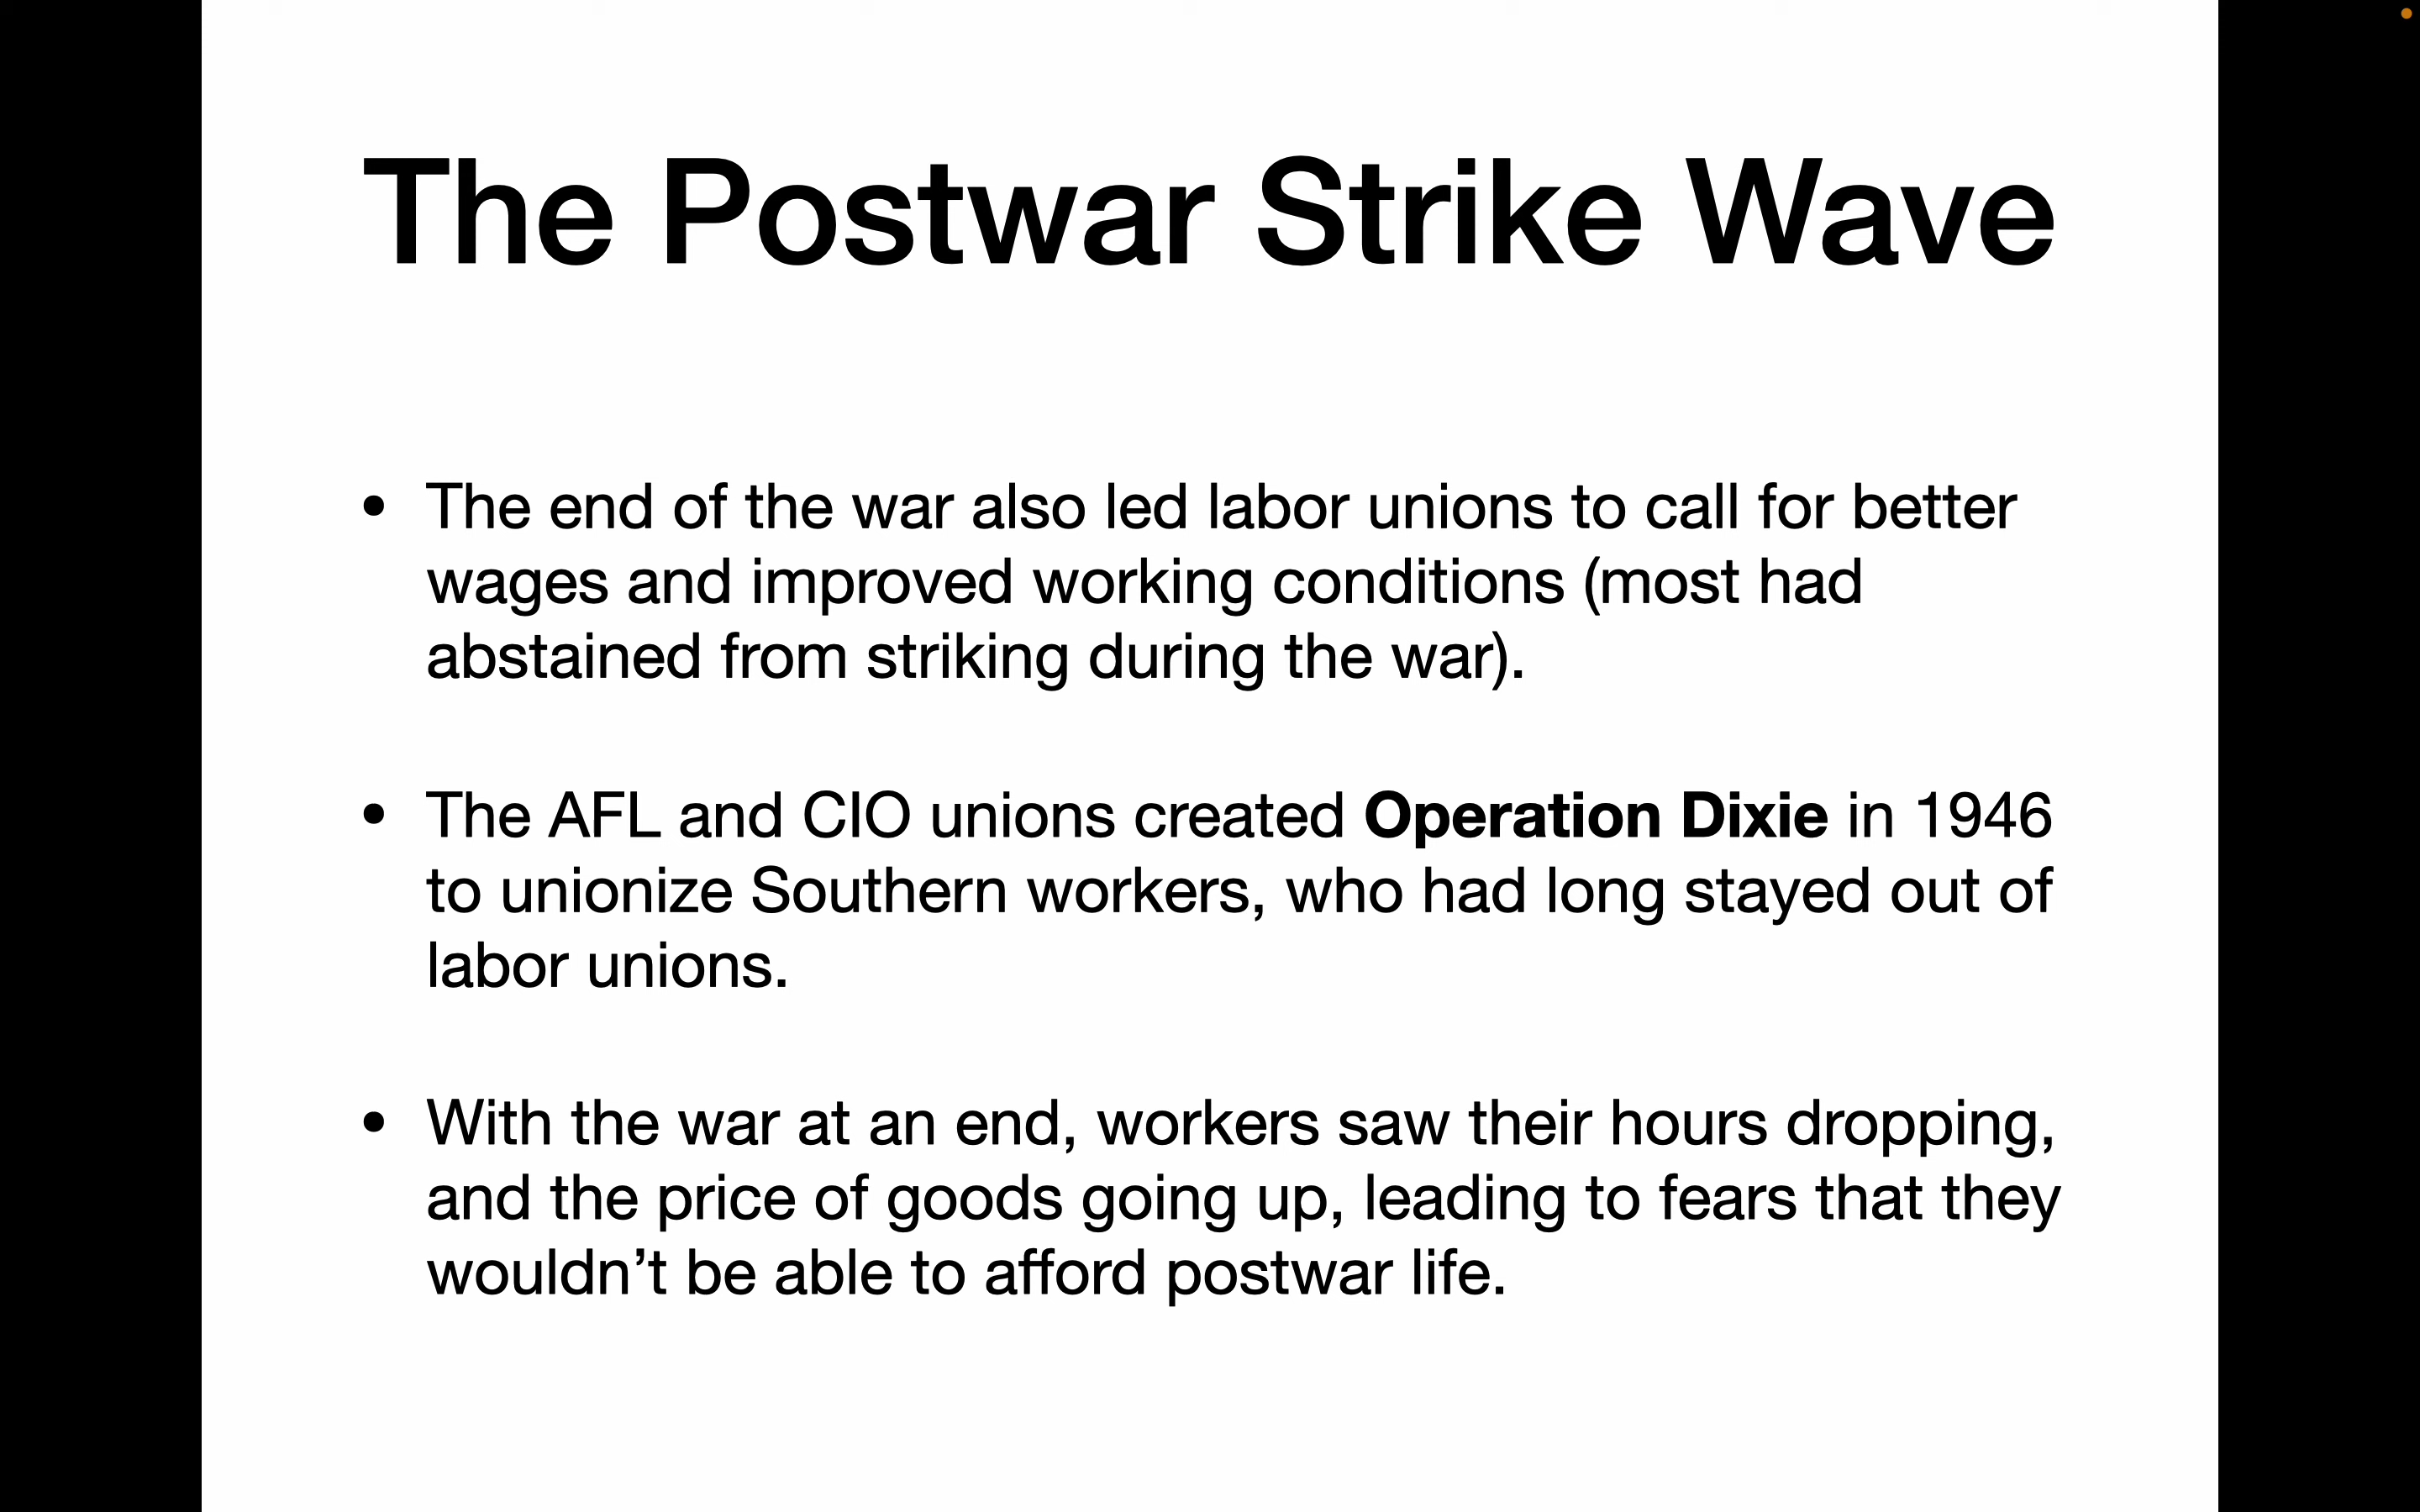 The Postwar Strike Wave
• The end of the war also led labor unions to call for better
wages and improved working conditions (most had
abstained from striking during the war).
• The AFL and CIO unions created Operation Dixie in 1946
to unionize Southern workers, who had long stayed out of
labor unions.
• With the war at an end, workers saw their hours dropping,
and the price of goods going up, leading to fears that they
wouldn’t be able to afford postwar life.